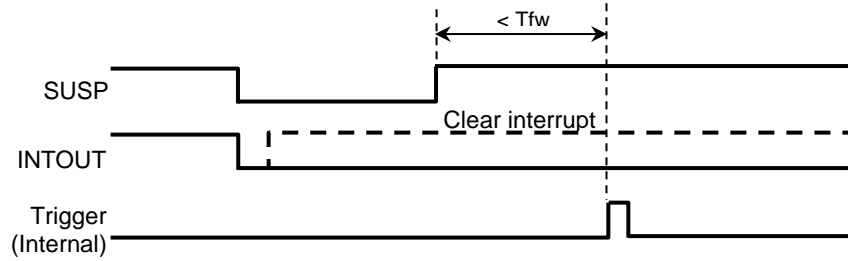 < Tfw
SUSP
Clear interrupt
INTOUT
Trigger
(Internal)